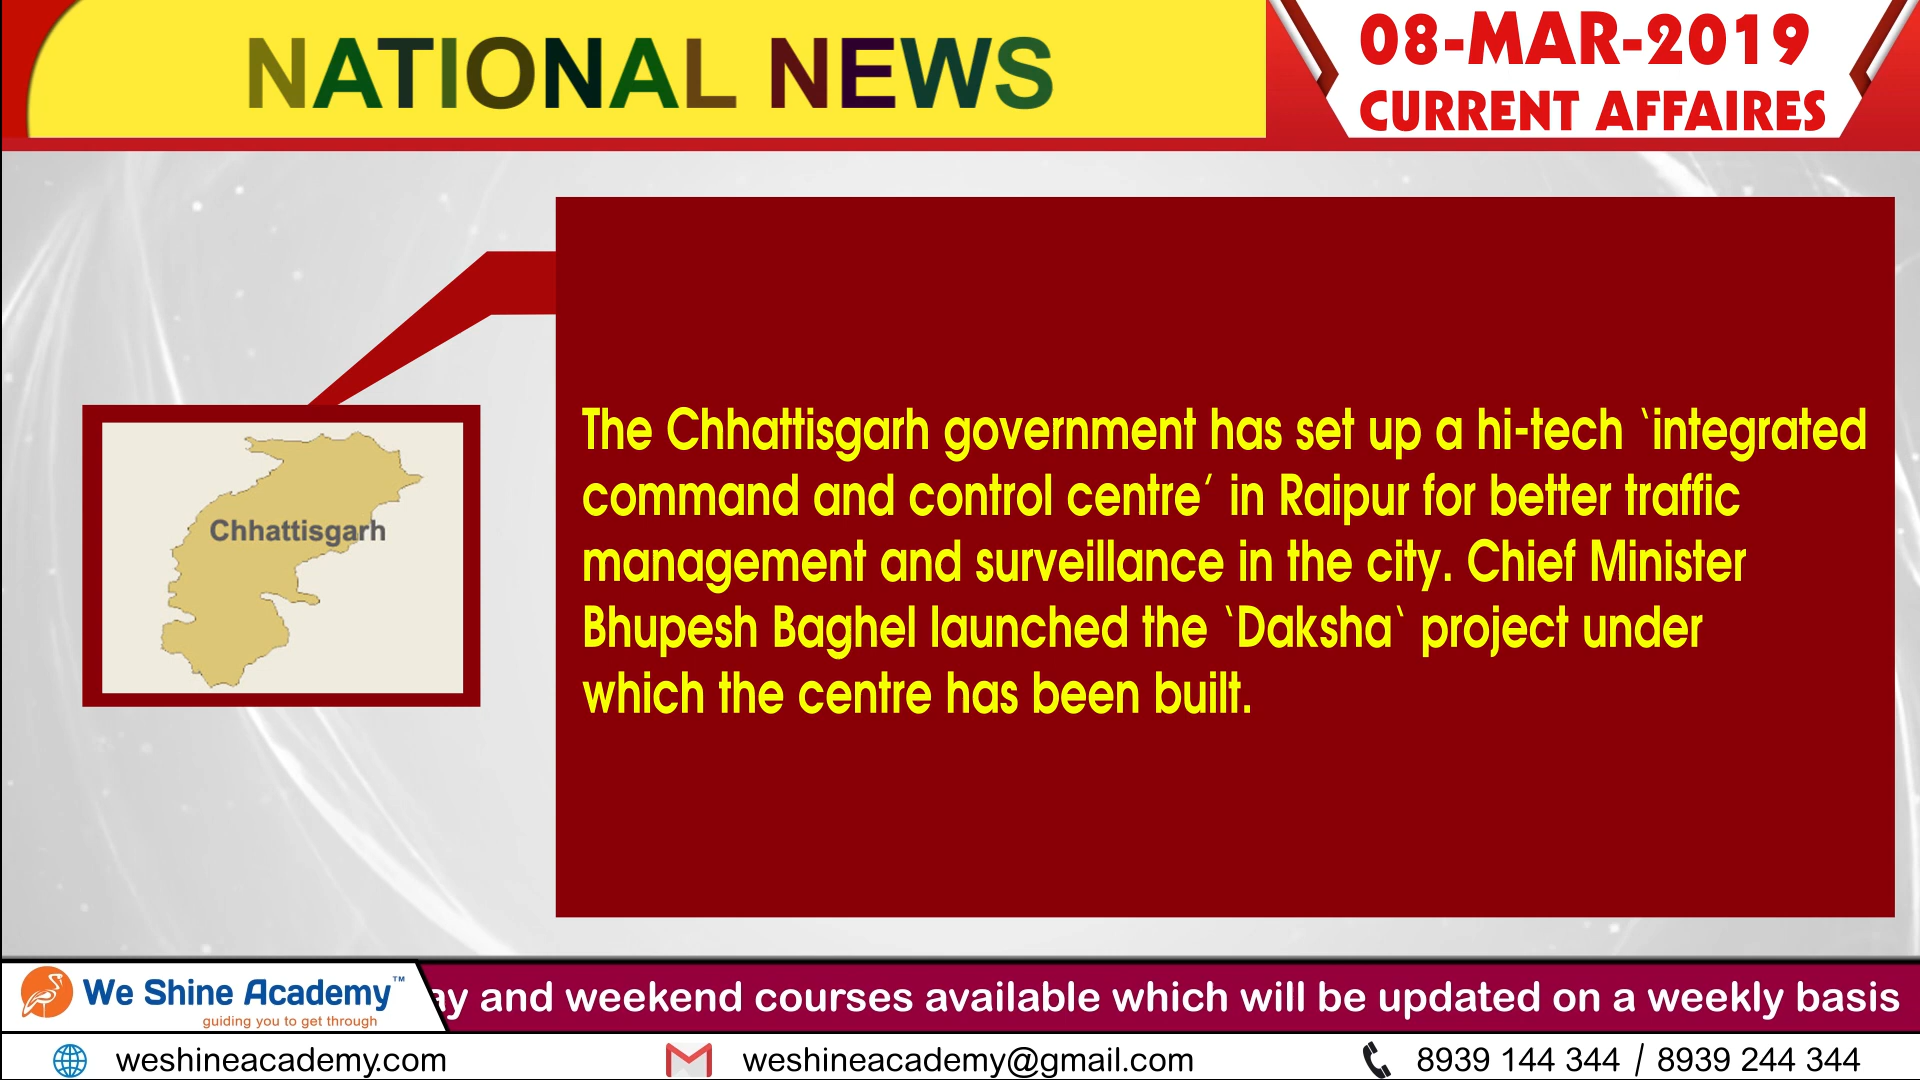 NATIONAL NEWS
08-MAR-2019
CURRENT AFFAIRES
The Chhattisgarh government has set up a hi-tech `integrated
command and control centre´ in Raipur for better traffic
management and surveillance in the city. Chief Minister
Bhupesh Baghel launched the `Daksha` project under
which the centre has been built.
Chhattisgarh
We Shine Academy™
guiding you to get through
ay and weekend courses available which will be updated on a weekly basis
weshineacademy.com
weshineacademy@gmail.com
8939 144 344 / 8939 244 344